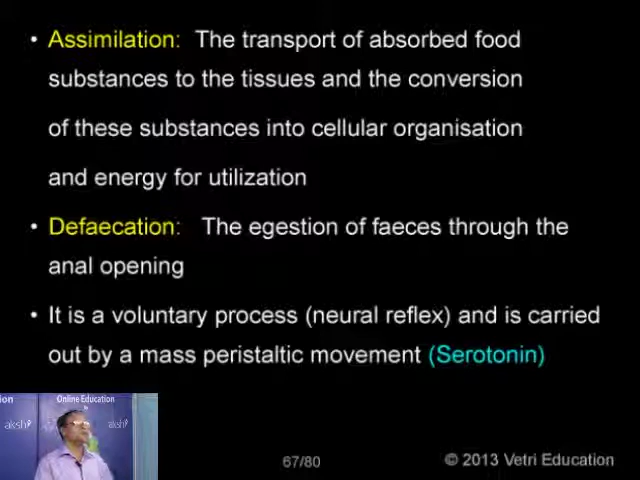 • Assimilation: The transport of absorbed food
substances to the tissues and the conversion
of these substances into cellular organisation
and energy for utilization
• Defaecation: The egestion of faeces through the
anal opening
• It is a voluntary process (neural reflex) and is carried
out by a mass peristaltic movement (Serotonin)
Online Education
67/80
© 2013 Vetri Education